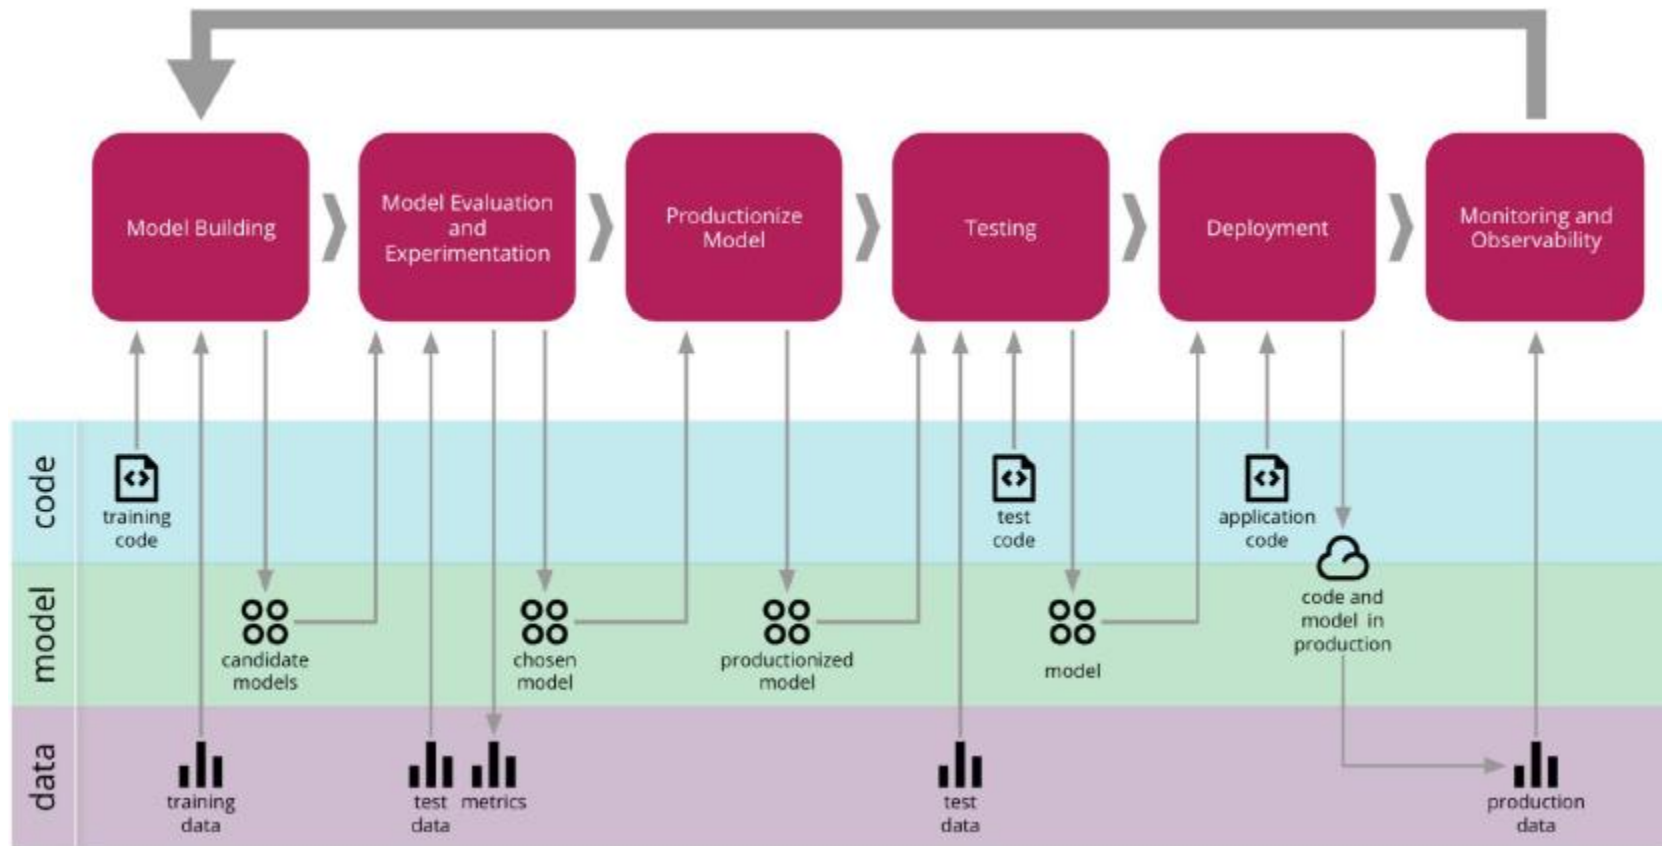 Model Building
Model Evaluation
and
Experimentation
Productionize
Model
Testing
Deployment
Monitoring and
Observability
code
training
code
test
code
application
code
model
candidate
models
chosen
model
productionized
model
model
code and
model in
production
data
training
data
test
data
metrics
test
data
production
data